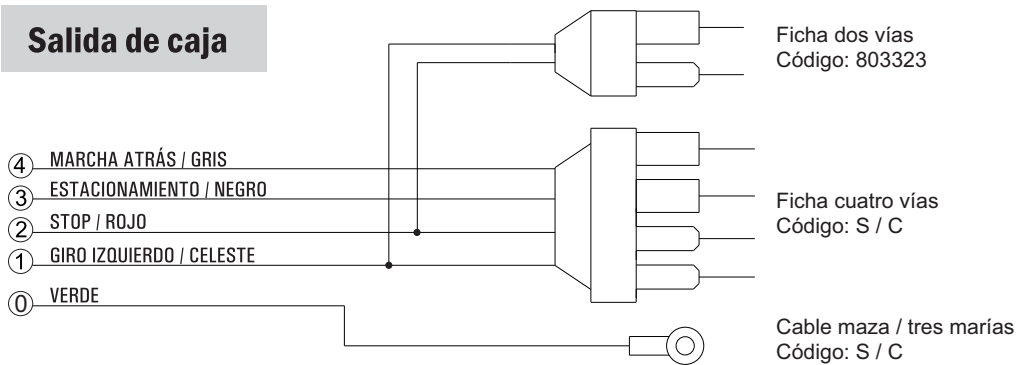 Salida de caja
Ficha dos vías
Código: 803323
4 MARCHA ATRÁS / GRIS
3 ESTACIONAMIENTO / NEGRO
2 STOP / ROJO
1 GIRO IZQUIERDO / CELESTE
0 VERDE
Ficha cuatro vías
Código: S / C
Cable maza / tres marías
Código: S / C